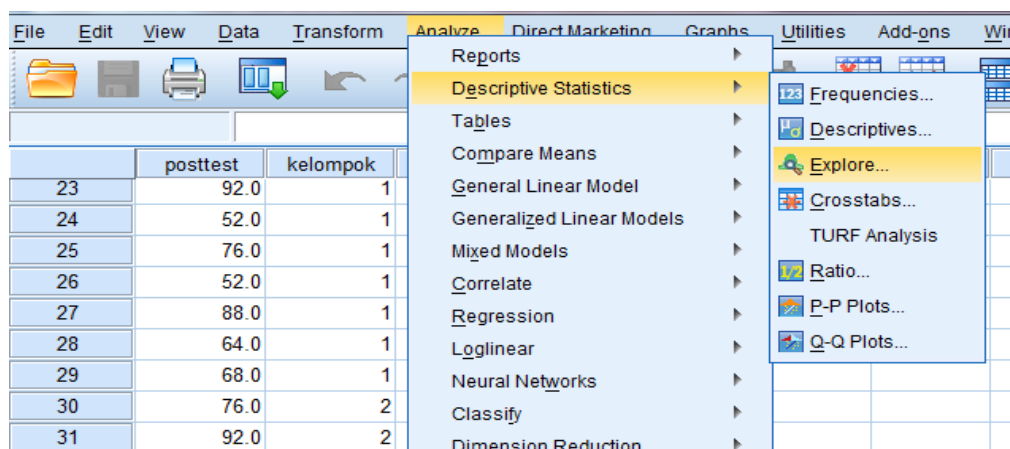 File Edit View Data Transform Analyze Direct Marketing Graphs Utilities Add-ons Wi
Reports
Descriptive Statistics
Tables
Compare Means
General Linear Model
Generalized Linear Models
Mixed Models
Correlate
Regression
Loglinear
Neural Networks
Classify
Dimension Reduction
123 Frequencies...
Descriptives...
Explore...
Crosstabs...
TURF Analysis
1/2 Ratio...
P-P Plots...
Q-Q Plots...
posttest kelompok
23 92.0 1
24 52.0 1
25 76.0 1
26 52.0 1
27 88.0 1
28 64.0 1
29 68.0 1
30 76.0 2
31 92.0 2